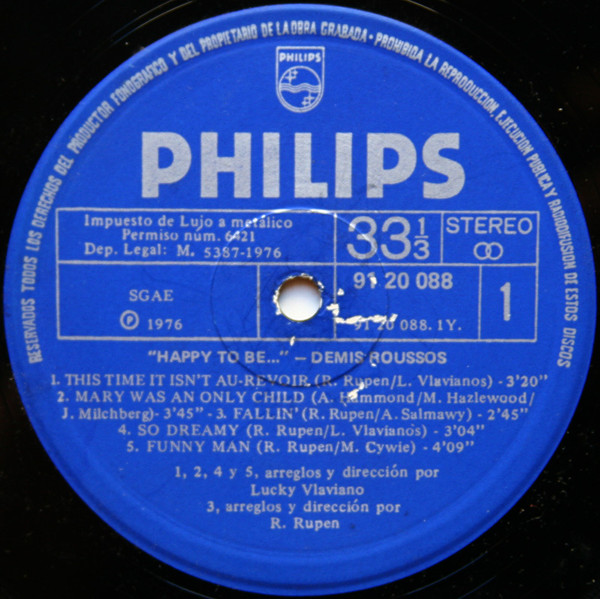 RESERVADOS TODOS LOS DERECHOS DEL PRODUCTOR FONOGRAFICO Y DEL PROPIETARIO DE LA OBRA GRABADA · PROHIBIDA LA REPRODUCCION, EJECUCION PUBLICA Y RADIODIFUSION DE ESTOS DISCOS
PHILIPS
PHILIPS
Impuesto de Lujo a metálico
Permiso núm. 6421
Dep. Legal: M. 5387-1976
33 1/3
STEREO
SGAE
℗ 1976
91 20 088
91 20 088. 1Y.
1
"HAPPY TO BE..." – DEMIS ROUSSOS
1. THIS TIME IT ISN'T AU-REVOIR (R. Rupen/L. Vlavianos) - 3'20"
2. MARY WAS AN ONLY CHILD (A. Hammond/M. Hazlewood/
J. Milchberg)- 3'45" - 3. FALLIN' (R. Rupen/A. Salmawy) - 2'45"
4. SO DREAMY (R. Rupen/L. Vlavianos) - 3'04"
5. FUNNY MAN (R. Rupen/M. Cywie) - 4'09"
1, 2, 4 y 5, arreglos y dirección por
Lucky Vlaviano
3, arreglos y dirección por
R. Rupen